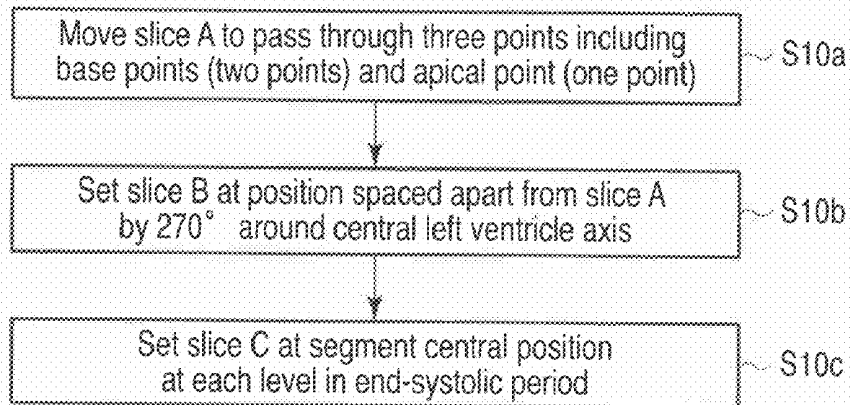 Move slice A to pass through three points including
base points (two points) and apical point (one point)
S10a
Set slice B at position spaced apart from slice A
by 270° around central left ventricle axis
S10b
Set slice C at segment central position
at each level in end-systolic period
S10c